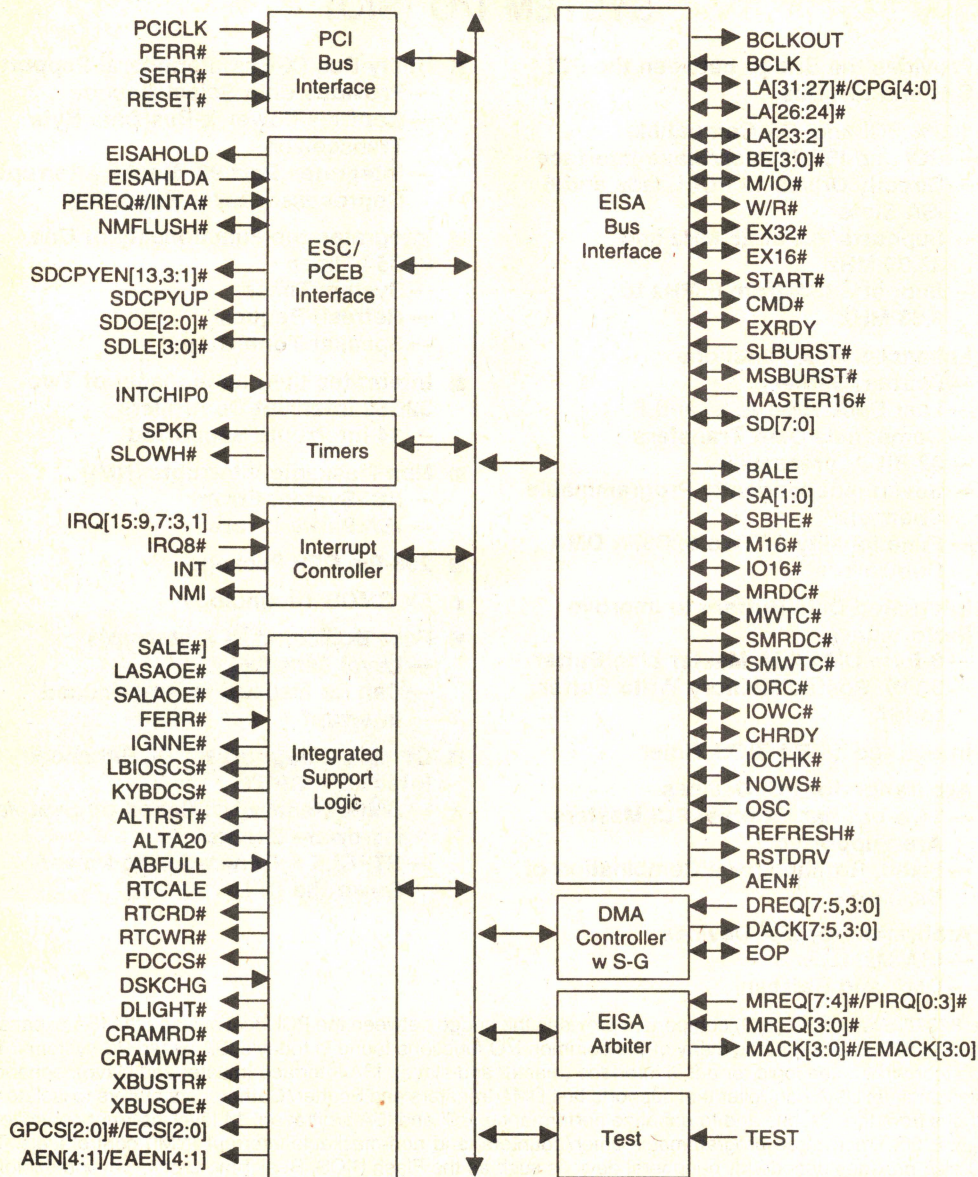 PCICLK
PERR#
SERR#
RESET#
PCI
Bus
Interface
EISAHOLD
EISAHLDA
PEREQ#/INTA#
NMFLUSH#
SDCPYEN[13,3:1]#
SDCPYUP
SDOE[2:0]#
SDLE[3:0]#
INTCHIP0
ESC/
PCEB
Interface
SPKR
SLOWH#
Timers
IRQ[15:9,7:3,1]
IRQ8#
INT
NMI
Interrupt
Controller
SALE#]
LASAOE#
SALAOE#
FERR#
IGNNE#
LBIOSCS#
KYBDCS#
ALTRST#
ALTA20
ABFULL
RTCALE
RTCRD#
RTCWR#
FDCCS#
DSKCHG
DLIGHT#
CRAMRD#
CRAMWR#
XBUSTR#
XBUSOE#
GPCS[2:0]#/ECS[2:0]
AEN[4:1]/EAEN[4:1]
Integrated
Support
Logic
EISA
Bus
Interface
BCLKOUT
BCLK
LA[31:27]#/CPG[4:0]
LA[26:24]#
LA[23:2]
BE[3:0]#
M/IO#
W/R#
EX32#
EX16#
START#
CMD#
EXRDY
SLBURST#
MSBURST#
MASTER16#
SD[7:0]
BALE
SA[1:0]
SBHE#
M16#
IO16#
MRDC#
MWTC#
SMRDC#
SMWTC#
IORC#
IOWC#
CHRDY
IOCHK#
NOWS#
OSC
REFRESH#
RSTDRV
AEN#
DMA
Controller
w S-G
DREQ[7:5,3:0]
DACK[7:5,3:0]
EOP
EISA
Arbiter
MREQ[7:4]#/PIRQ[0:3]#
MREQ[3:0]#
MACK[3:0]#/EMACK[3:0]
Test
TEST